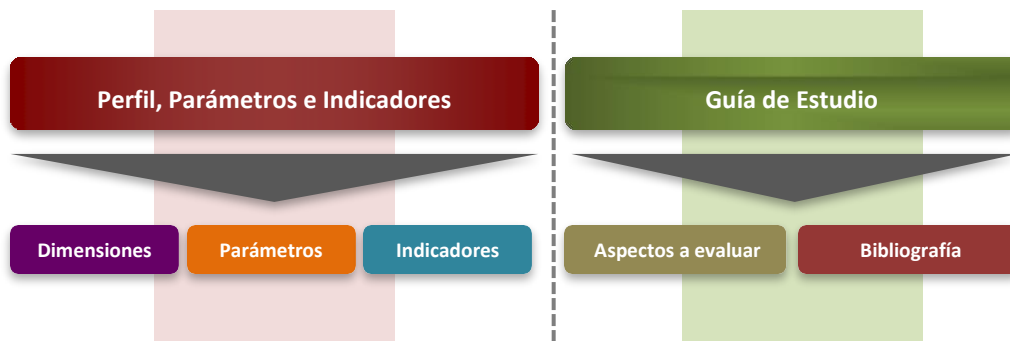 Perfil, Parámetros e Indicadores
Guía de Estudio
Dimensiones
Parámetros
Indicadores
Aspectos a evaluar
Bibliografía